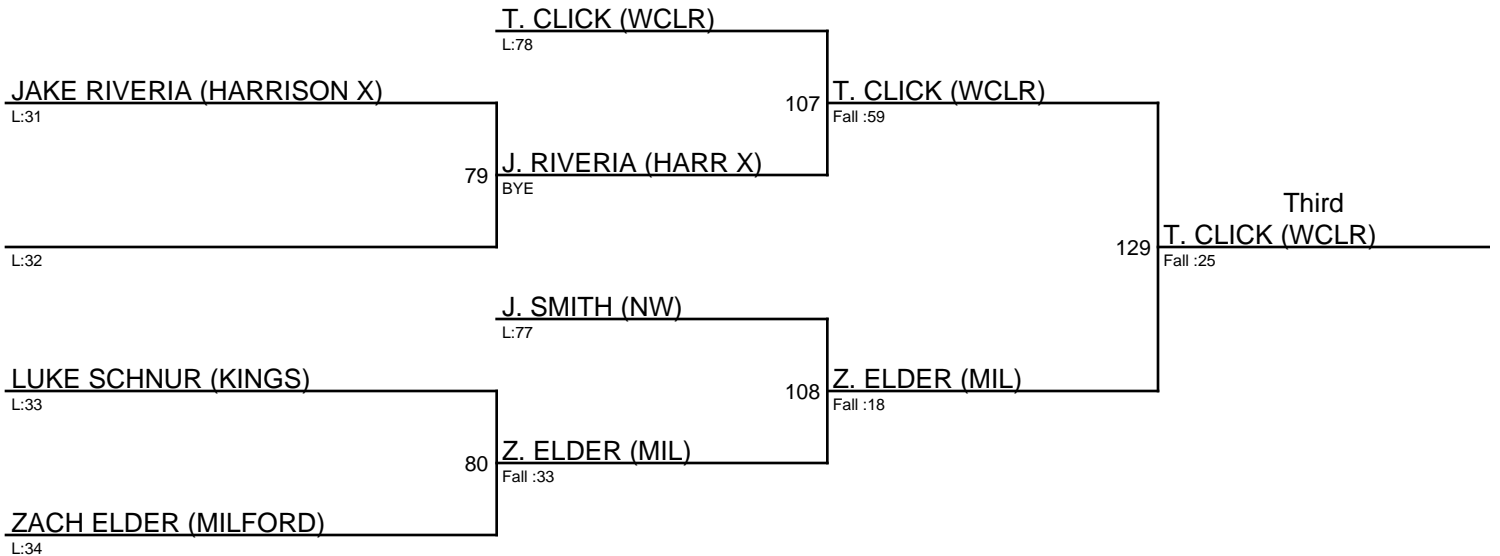 T. CLICK (WCLR)
L:78
JAKE RIVERIA (HARRISON X)
L:31
107
T. CLICK (WCLR)
Fall :59
79
J. RIVERIA (HARR X)
BYE
Third
L:32
129
T. CLICK (WCLR)
Fall :25
J. SMITH (NW)
L:77
LUKE SCHNUR (KINGS)
L:33
108
Z. ELDER (MIL)
Fall :18
80
Z. ELDER (MIL)
Fall :33
ZACH ELDER (MILFORD)
L:34